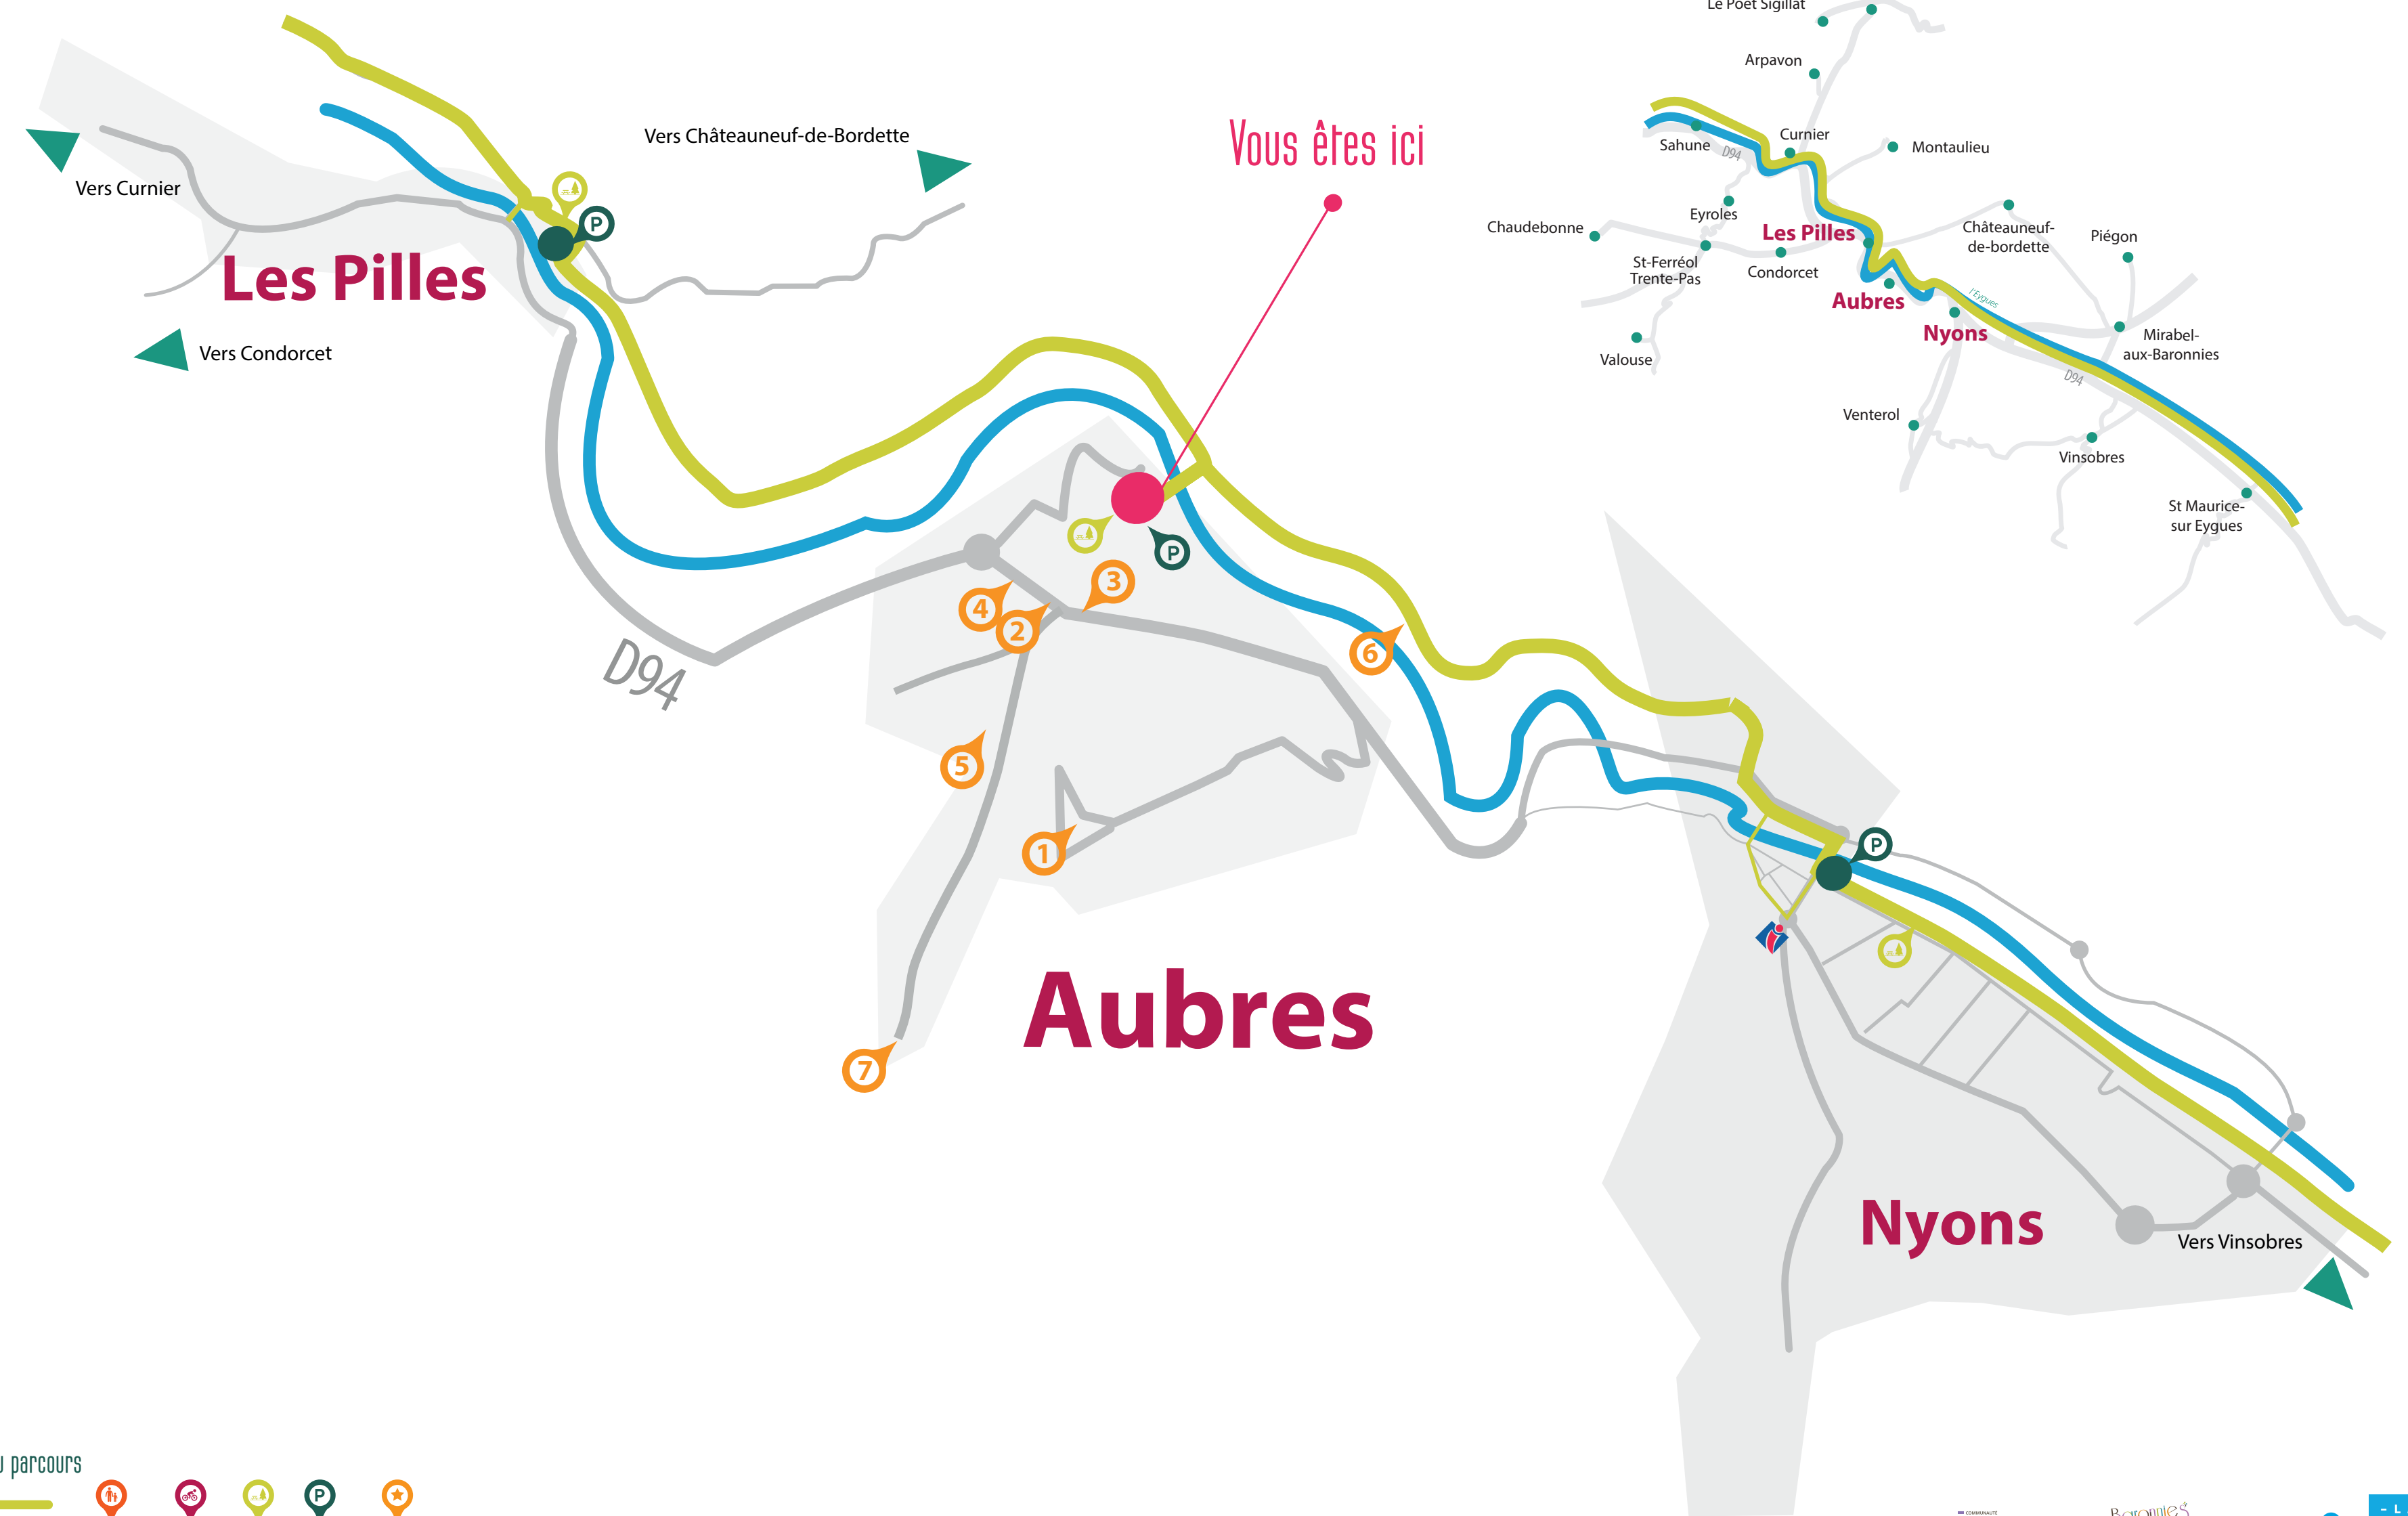 Vers Curnier
Vers Châteauneuf-de-Bordette
P
Les Pilles
Vers Condorcet
D94
Vous êtes ici
P
3
4
2
6
5
1
7
Aubres
P
Nyons
Vers Vinsobres
Le Poët Sigillat
Arpavon
Curnier
Sahune
D94
Montaulieu
Eyroles
Chaudebonne
Les Pilles
Châteauneuf-
de-bordette
Piégon
St-Ferréol
Trente-Pas
Condorcet
Aubres
l'Eygues
Nyons
Mirabel-
aux-Baronnies
Valouse
D94
Venterol
Vinsobres
St Maurice-
sur Eygues
parcours
P
COMMUNAUTÉ
Baronnies
– L